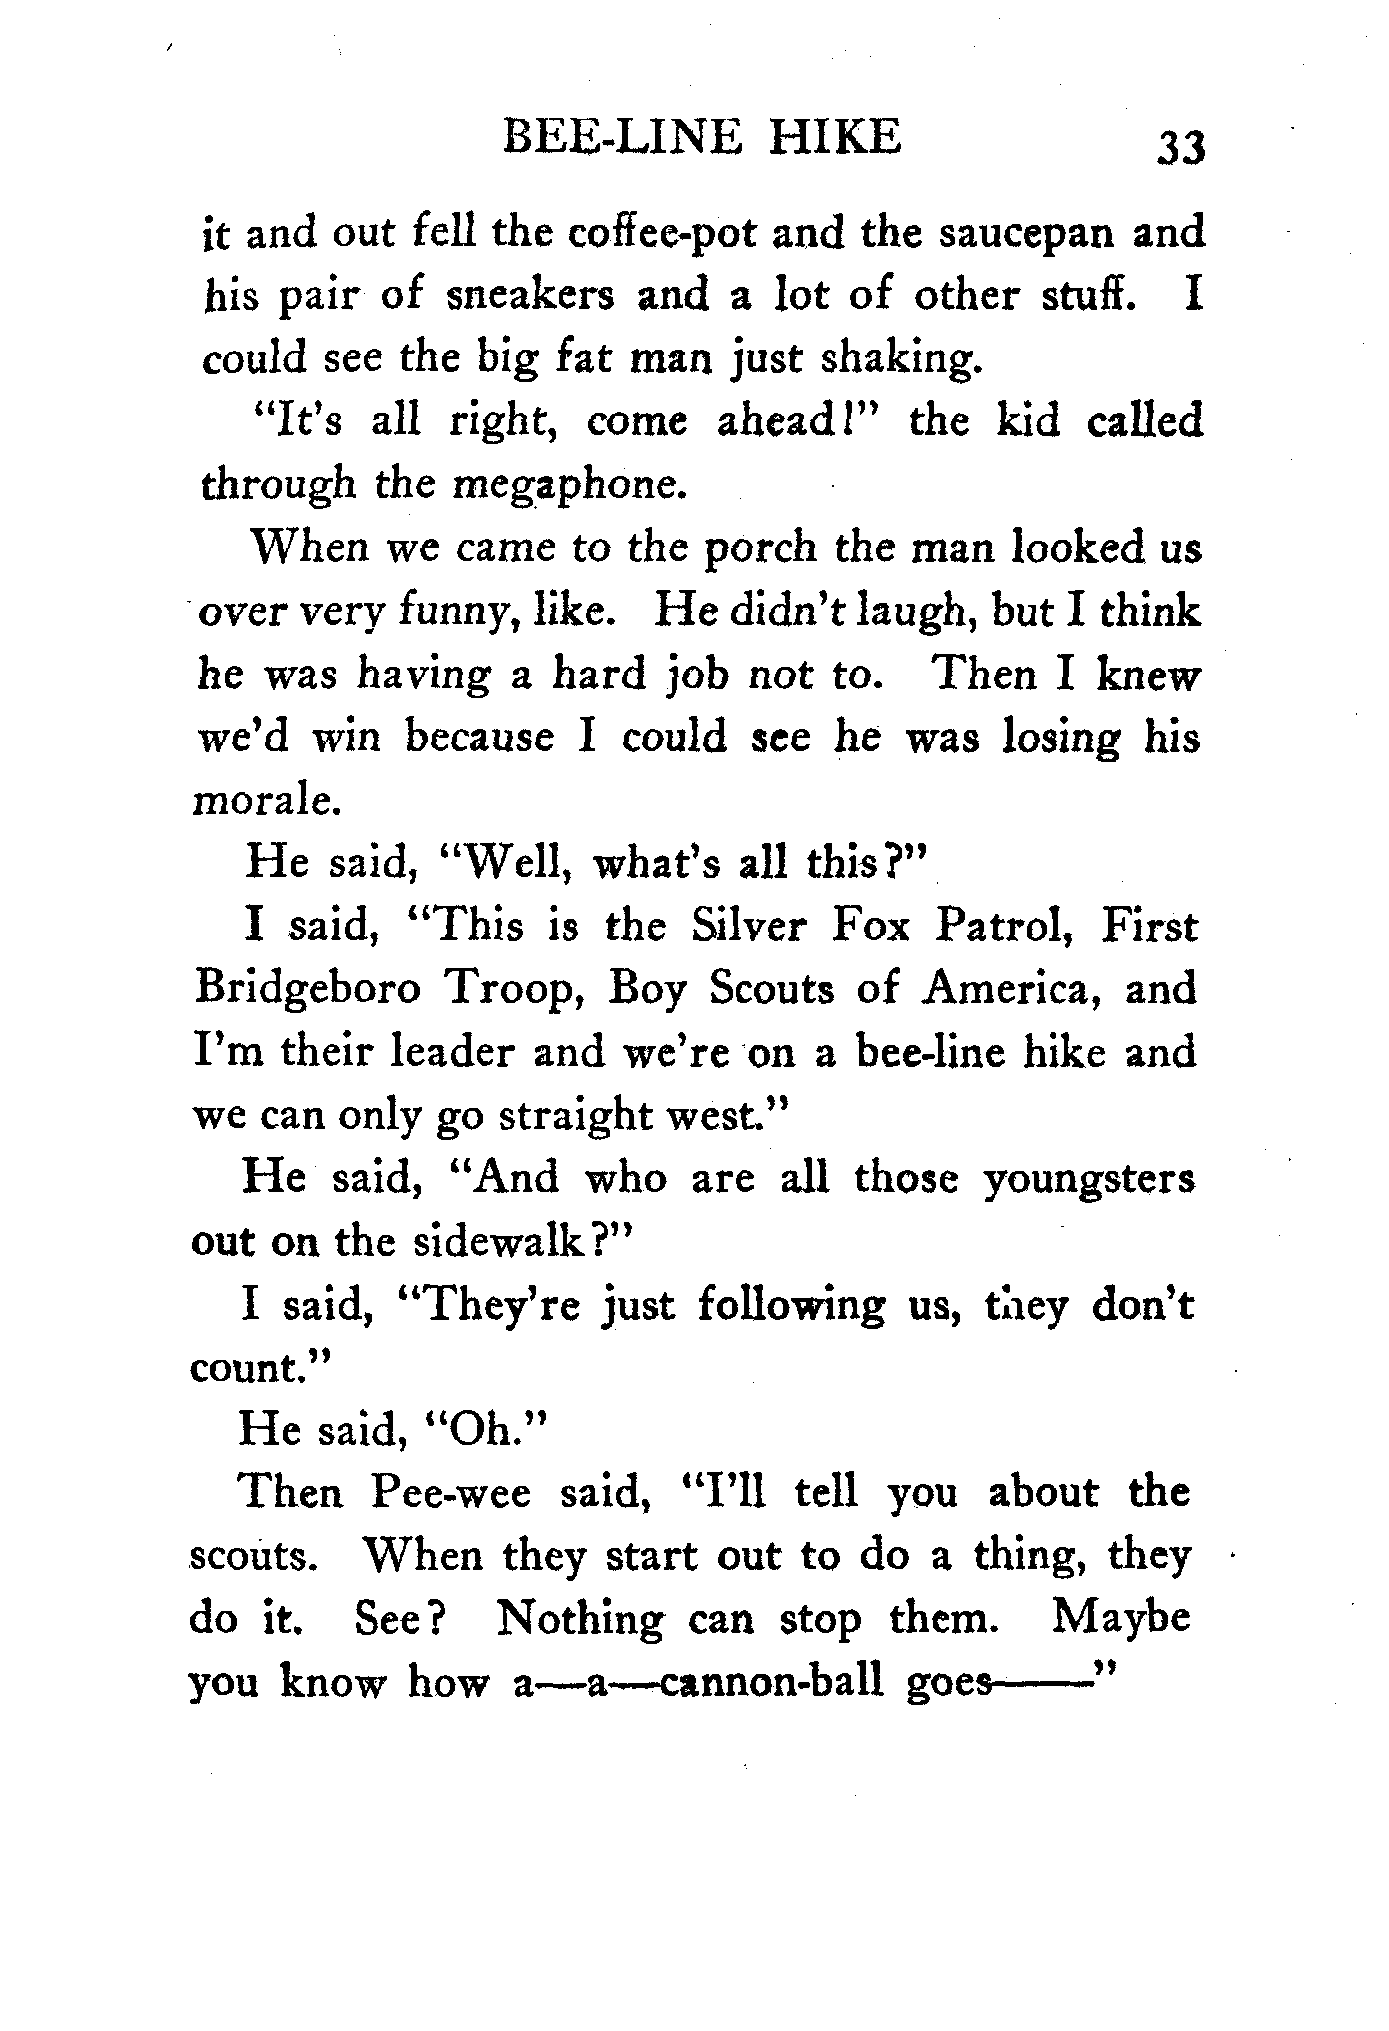 BEE-LINE HIKE 33
it and out fell the coffee-pot and the saucepan and
his pair of sneakers and a lot of other stuff. I
could see the big fat man just shaking.
“It’s all right, come ahead!” the kid called
through the megaphone.
When we came to the porch the man looked us
over very funny, like. He didn’t laugh, but I think
he was having a hard job not to. Then I knew
we’d win because I could see he was losing his
morale.
He said, “Well, what’s all this?”
I said, “This is the Silver Fox Patrol, First
Bridgeboro Troop, Boy Scouts of America, and
I’m their leader and we’re on a bee-line hike and
we can only go straight west.”
He said, “And who are all those youngsters
out on the sidewalk?”
I said, “They’re just following us, they don’t
count.”
He said, “Oh.”
Then Pee-wee said, “I’ll tell you about the
scouts. When they start out to do a thing, they
do it. See? Nothing can stop them. Maybe
you know how a—a—cannon-ball goes——”